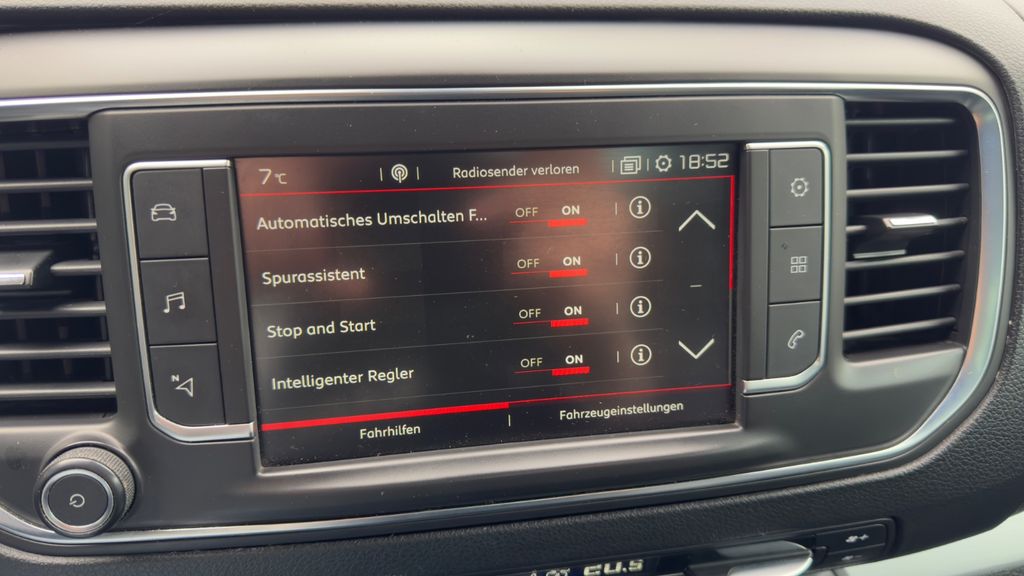 7°C Radiosender verloren 18:52
Automatisches Umschalten F... OFF ON
Spurassistent OFF ON
Stop and Start OFF ON
Intelligenter Regler OFF ON
Fahrhilfen Fahrzeugeinstellungen
N